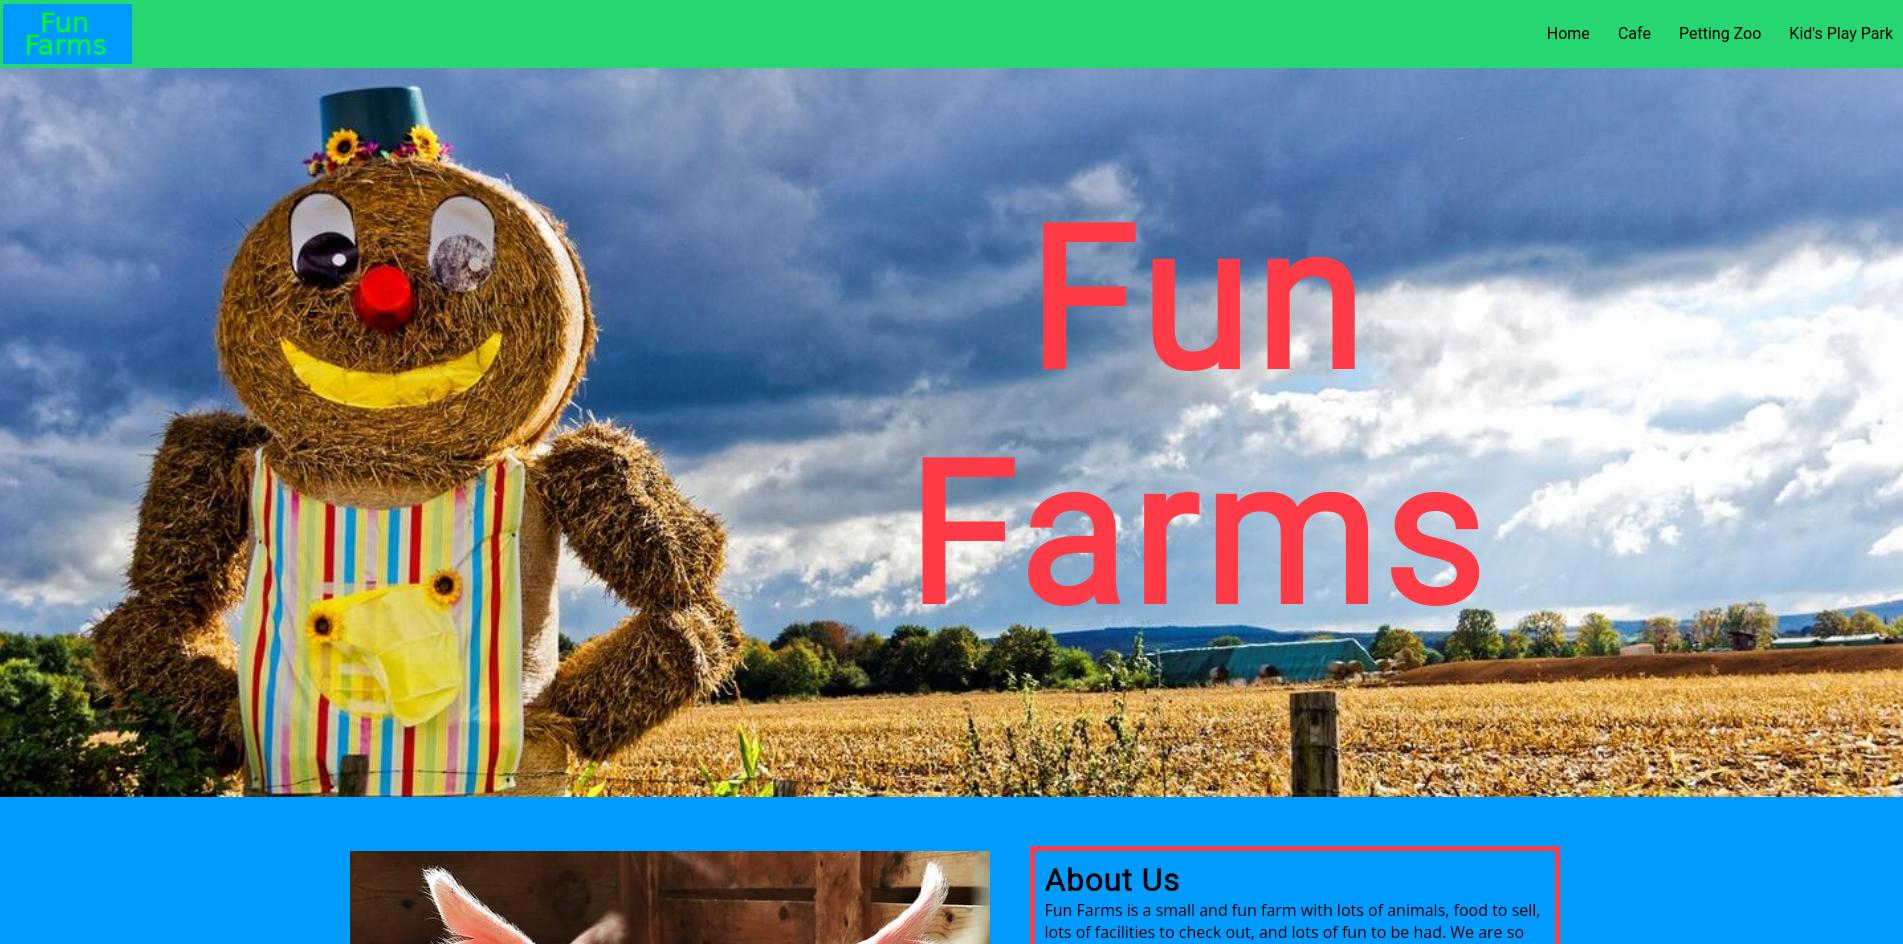 Fun
Farms
Home Cafe Petting Zoo Kid's Play Park
Fun
Farms
About Us
Fun Farms is a small and fun farm with lots of animals, food to sell,
lots of facilities to check out, and lots of fun to be had. We are so